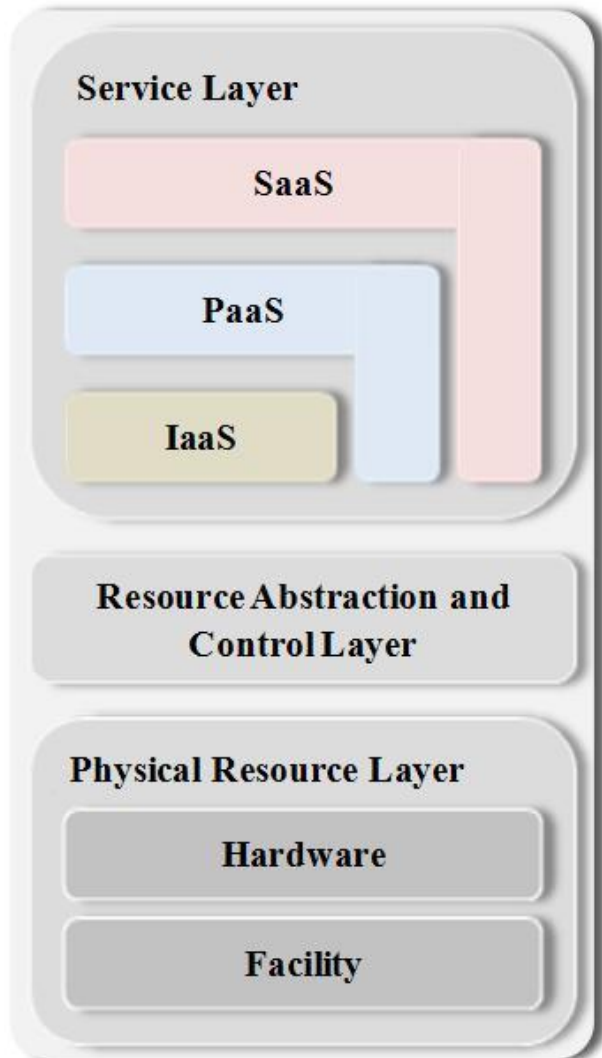 Service Layer
SaaS
PaaS
IaaS
Resource Abstraction and
Control Layer
Physical Resource Layer
Hardware
Facility